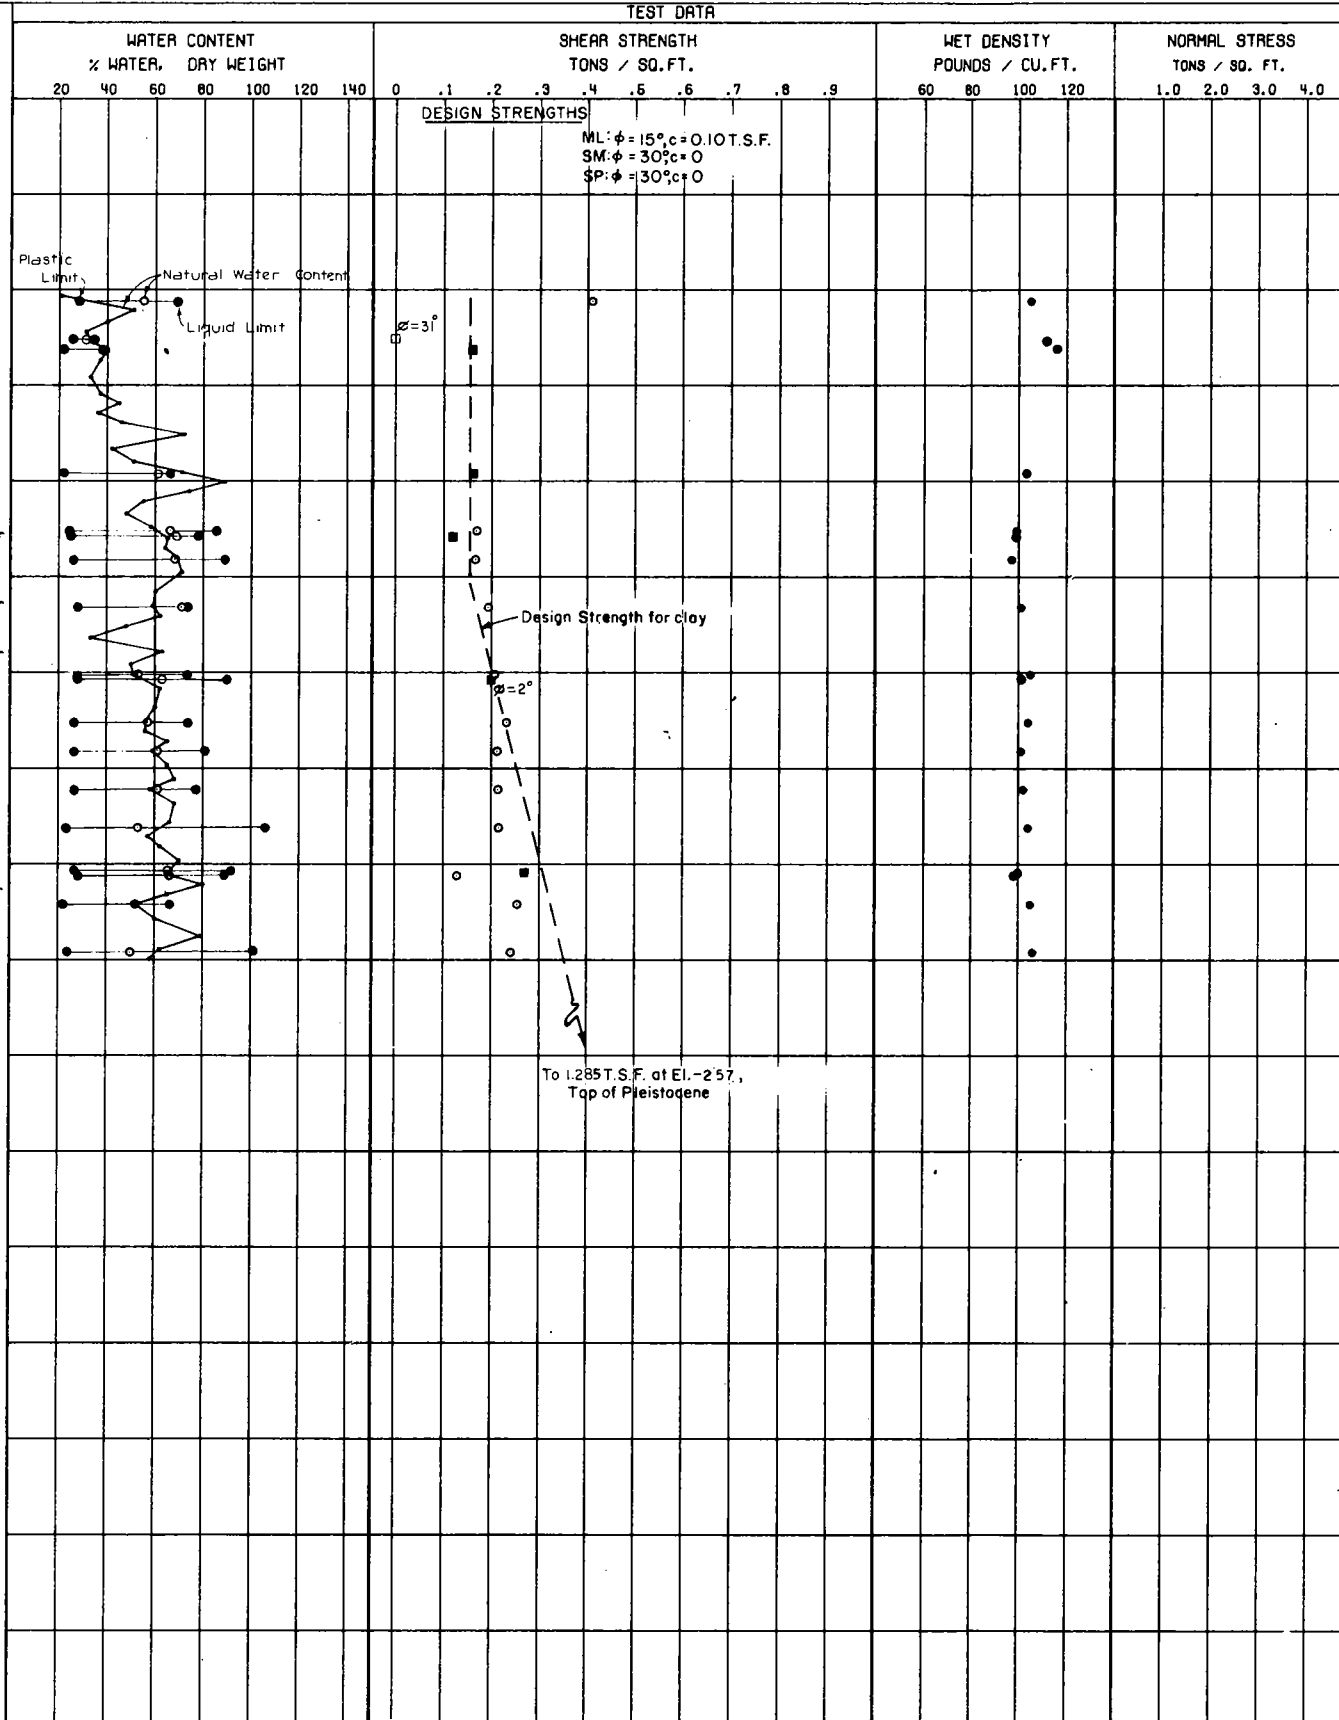 TEST DATA
WATER CONTENT
% WATER, DRY WEIGHT
20 40 60 80 100 120 140
SHEAR STRENGTH
TONS / SQ.FT.
0 .1 .2 .3 .4 .5 .6 .7 .8 .9
WET DENSITY
POUNDS / CU.FT.
60 80 100 120
NORMAL STRESS
TONS / SQ. FT.
1.0 2.0 3.0 4.0
DESIGN STRENGTHS
ML: ϕ = 15°, c = 0.10 T.S.F.
SM: ϕ = 30°, c = 0
SP: ϕ = 30°, c = 0
Plastic
Limit
Natural Water Content
Liquid Limit
ø=31°
Design Strength for clay
ø=2°
To 1.285 T.S.F. at El.-257,
Top of Pleistocene